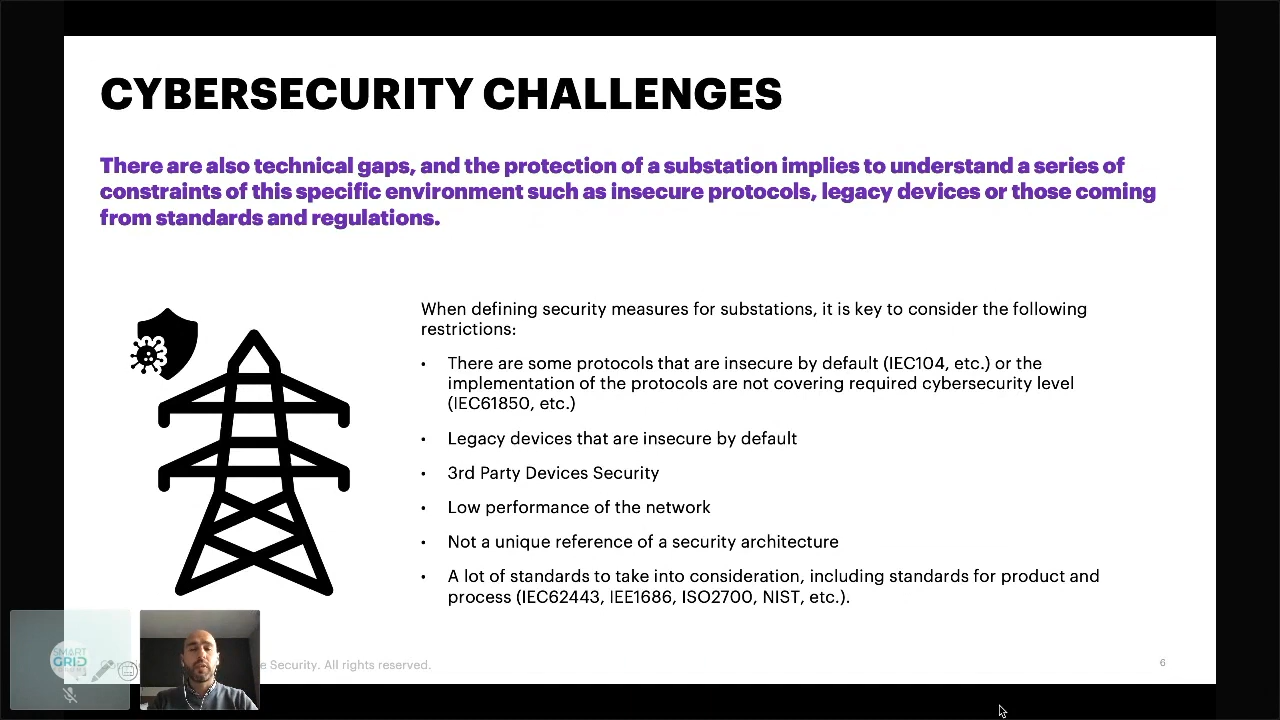 CYBERSECURITY CHALLENGES
There are also technical gaps, and the protection of a substation implies to understand a series of
constraints of this specific environment such as insecure protocols, legacy devices or those coming
from standards and regulations.
When defining security measures for substations, it is key to consider the following
restrictions:
• There are some protocols that are insecure by default (IEC104, etc.) or the
implementation of the protocols are not covering required cybersecurity level
(IEC61850, etc.)
• Legacy devices that are insecure by default
• 3rd Party Devices Security
• Low performance of the network
• Not a unique reference of a security architecture
• A lot of standards to take into consideration, including standards for product and
process (IEC62443, IEE1686, ISO2700, NIST, etc.).
SMART
GRID
Security. All rights reserved.
6